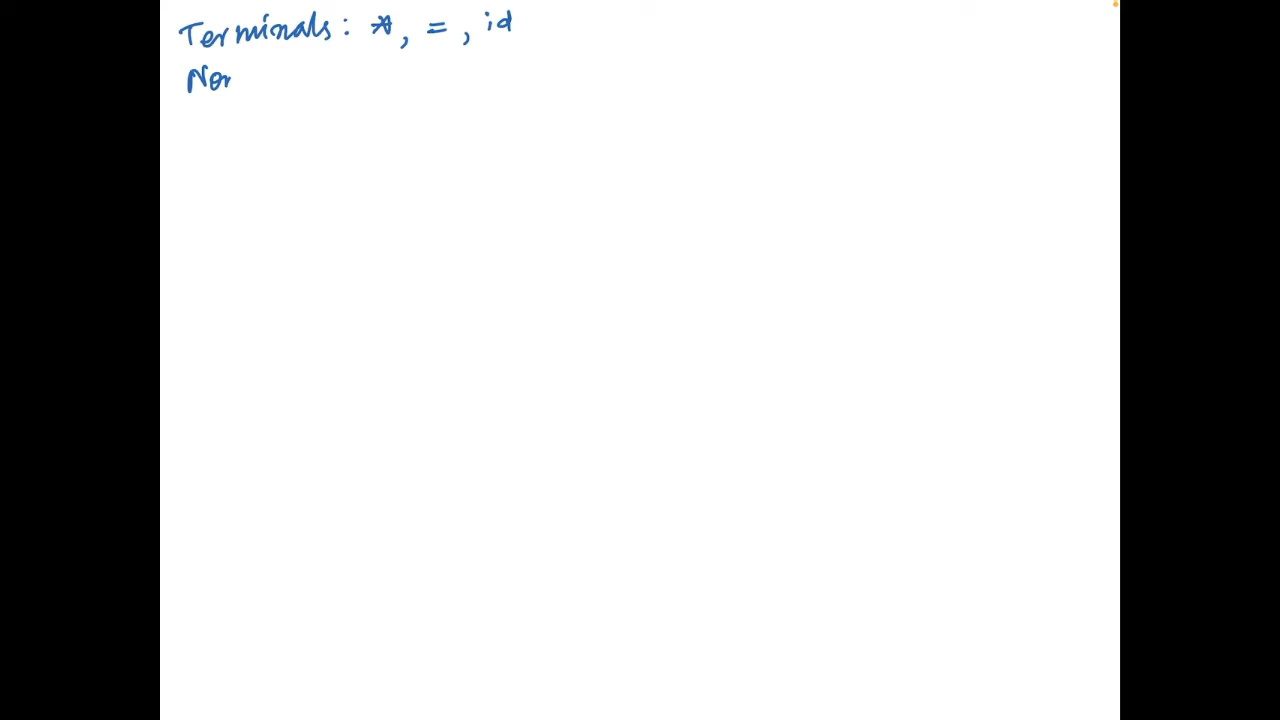 Terminals: *, =, id
Non